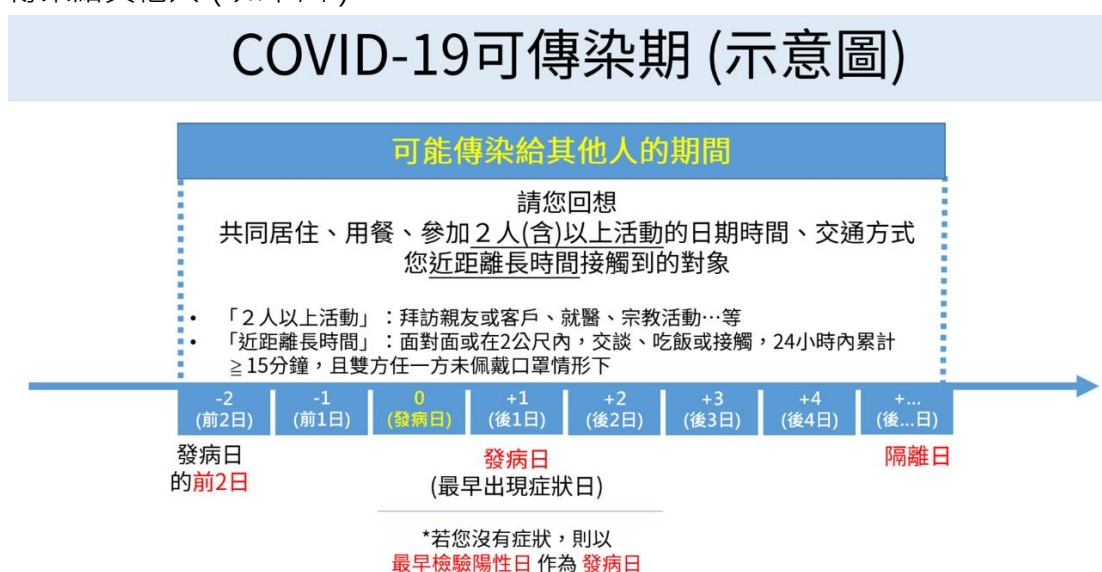 COVID-19可傳染期 (示意圖)
可能傳染給其他人的期間
請您回想
共同居住、用餐、參加２人(含)以上活動的日期時間、交通方式
您近距離長時間接觸到的對象
• 「２人以上活動」：拜訪親友或客戶、就醫、宗教活動…等
• 「近距離長時間」：面對面或在2公尺內，交談、吃飯或接觸，24小時內累計
≧15分鐘，且雙方任一方未佩戴口罩情形下
-2 -1 0 +1 +2 +3 +4 +...
(前2日) (前1日) (發病日) (後1日) (後2日) (後3日) (後4日) (後...日)
發病日
的前2日
發病日
(最早出現症狀日)
隔離日
*若您沒有症狀，則以
最早檢驗陽性日 作為 發病日